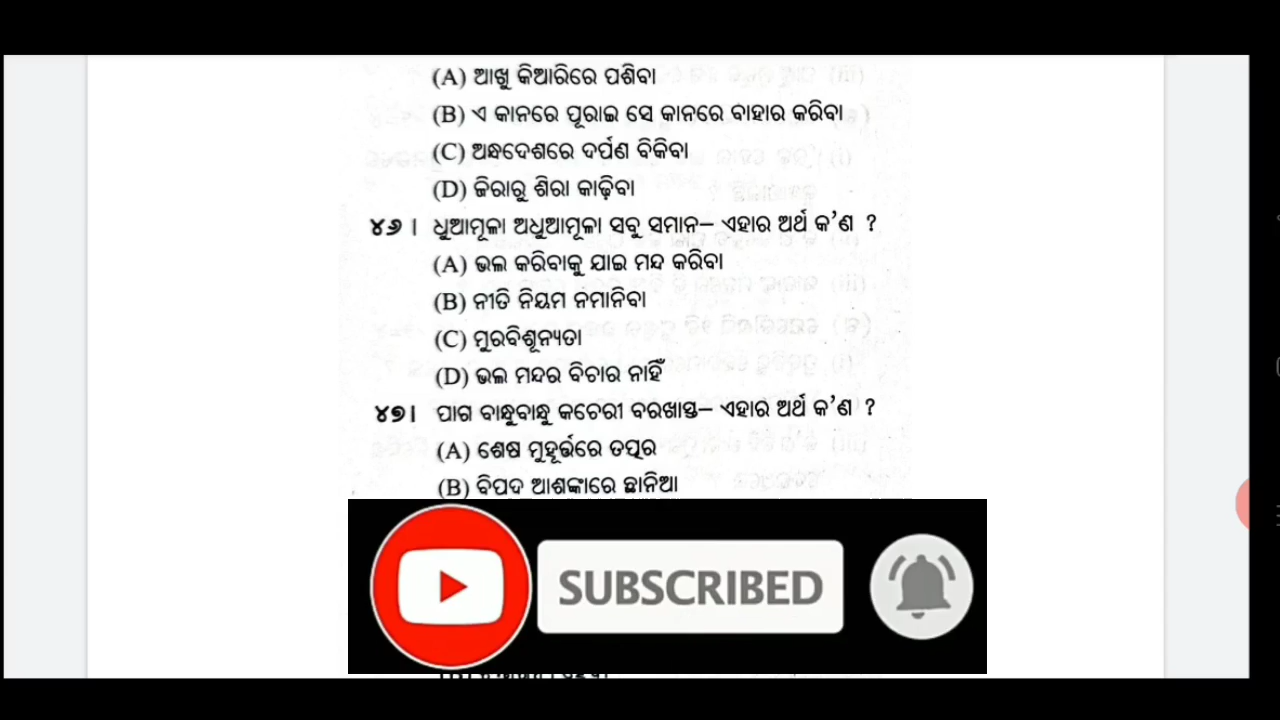 (A) ଆଖୁ କିଆରିରେ ପଶିବା
(B) ଏ କାନରେ ପୂରାଇ ସେ କାନରେ ବାହାର କରିବା
(C) ଅନ୍ଧଦେଶରେ ଦର୍ପଣ ବିକିବା
(D) ଜିରାରୁ ଶିରା କାଢ଼ିବା
୪୬। ଧୁଆମୂଳା ଅଧୁଆମୂଳା ସବୁ ସମାନ– ଏହାର ଅର୍ଥ କ’ଣ ?
(A) ଭଲ କରିବାକୁ ଯାଇ ମନ୍ଦ କରିବା
(B) ନୀତି ନିୟମ ନମାନିବା
(C) ମୁରବିଶୂନ୍ୟତା
(D) ଭଲ ମନ୍ଦର ବିଚାର ନାହିଁ
୪୭। ପାଗ ବାନ୍ଧୁବାନ୍ଧୁ କଚେରୀ ବରଖାସ୍ତ– ଏହାର ଅର୍ଥ କ’ଣ ?
(A) ଶେଷ ମୁହୂର୍ତ୍ତରେ ତତ୍ପର
(B) ବିପଦ ଆଶଙ୍କାରେ ଛାନିଆ
SUBSCRIBED